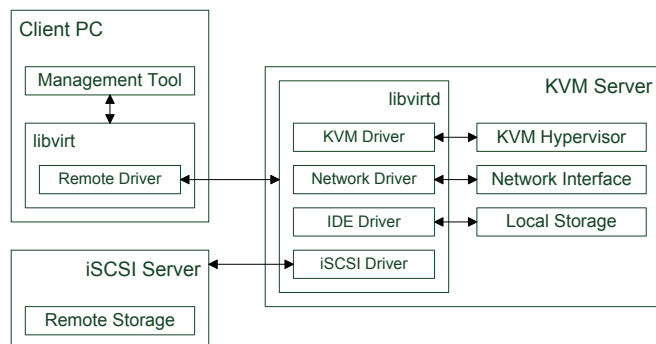 Client PC
Management Tool
libvirt
Remote Driver
iSCSI Server
Remote Storage
KVM Server
libvirtd
KVM Driver
KVM Hypervisor
Network Driver
Network Interface
IDE Driver
Local Storage
iSCSI Driver